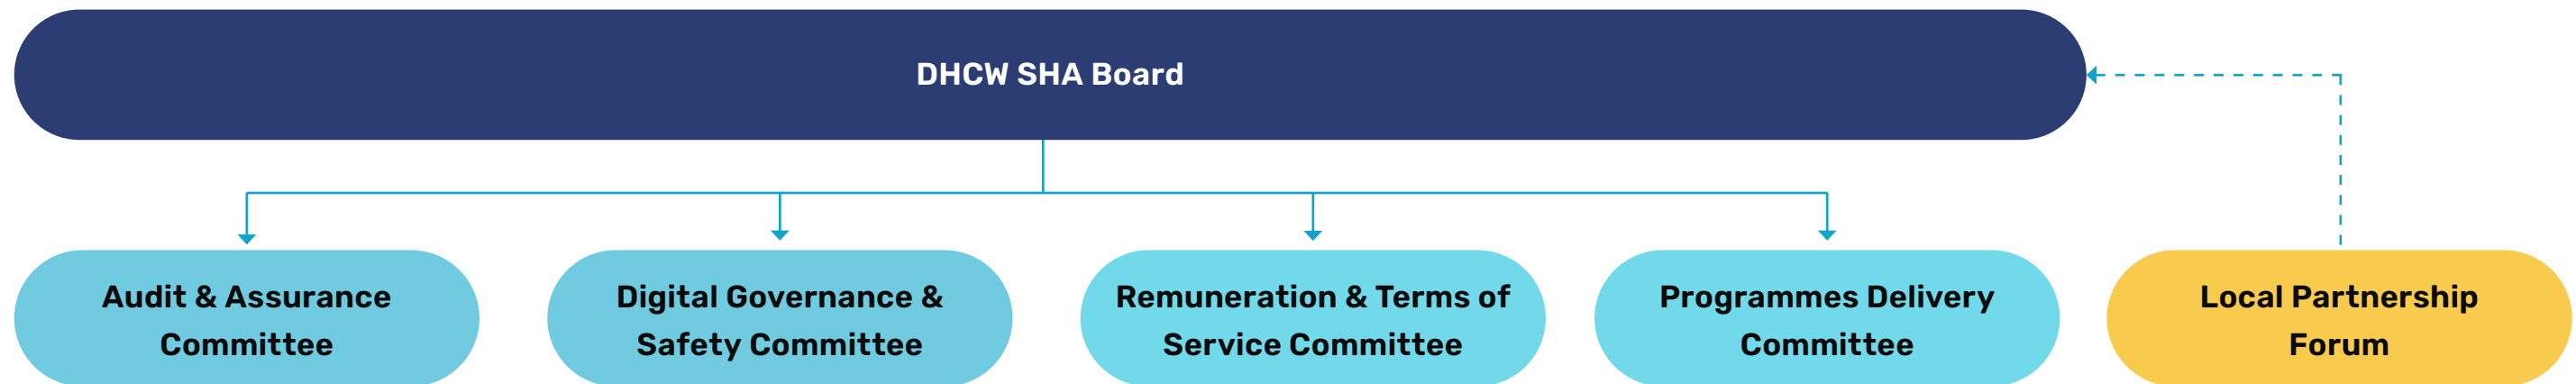 DHCW SHA Board
Audit & Assurance
Committee
Digital Governance &
Safety Committee
Remuneration & Terms of
Service Committee
Programmes Delivery
Committee
Local Partnership
Forum